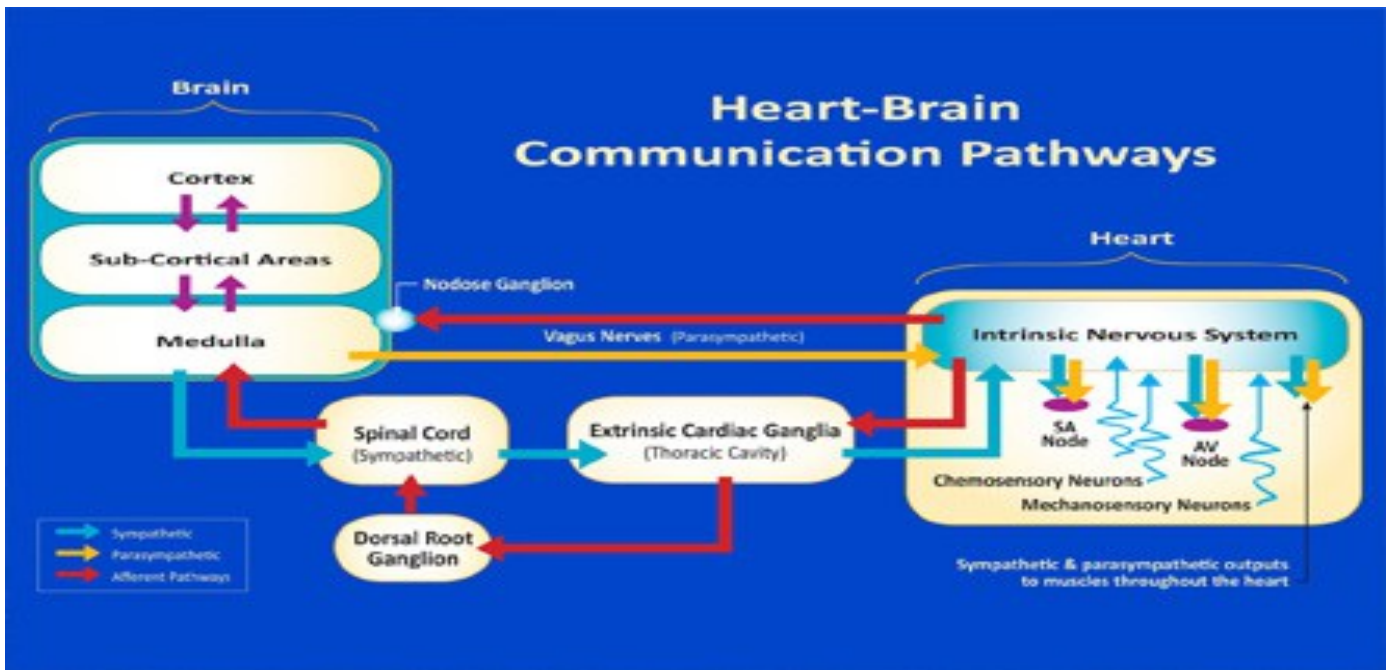 Brain
Heart-Brain
Communication Pathways
Cortex
Sub-Cortical Areas
Medulla
Nodose Ganglion
Vagus Nerves (Parasympathetic)
Heart
Intrinsic Nervous System
SA
Node
AV
Node
Chemosensory Neurons
Mechanosensory Neurons
Spinal Cord
(Sympathetic)
Extrinsic Cardiac Ganglia
(Thoracic Cavity)
Dorsal Root
Ganglion
Sympathetic
Parasympathetic
Afferent Pathways
Sympathetic & parasympathetic outputs
to muscles throughout the heart